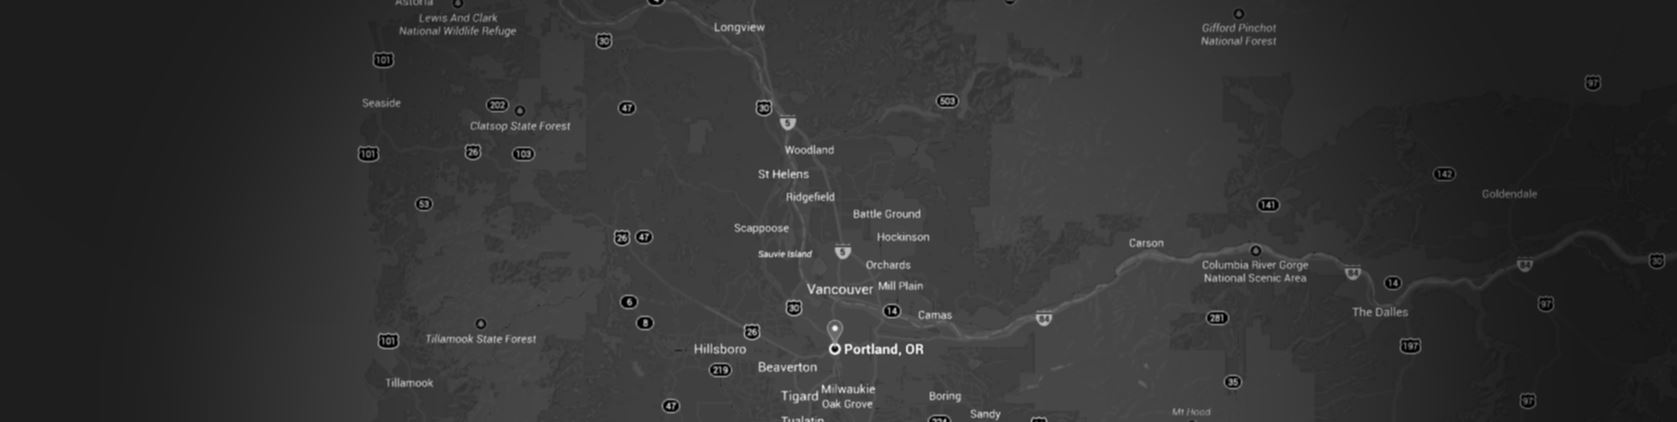 Astoria
Lewis And Clark
National Wildlife Refuge
Longview
Gifford Pinchot
National Forest
30
101
97
Seaside
202
47
30
503
5
Clatsop State Forest
101
26
103
Woodland
St Helens
142
Ridgefield
Goldendale
53
141
Battle Ground
Scappoose
26
47
Hockinson
Carson
Sauvie Island
5
Orchards
Columbia River Gorge
National Scenic Area
84
84
30
Vancouver
Mill Plain
14
6
30
14
Camas
84
281
The Dalles
97
8
26
Tillamook State Forest
101
Hillsboro
Portland, OR
197
219
Beaverton
Tillamook
35
Milwaukie
Tigard
Oak Grove
Boring
97
47
Sandy
Mt Hood
Tualatin